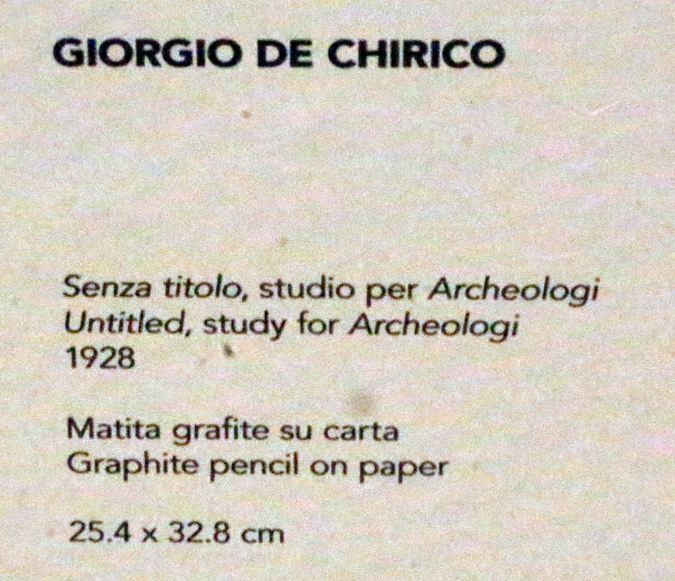 GIORGIO DE CHIRICO
Senza titolo, studio per Archeologi
Untitled, study for Archeologi
1928
Matita grafite su carta
Graphite pencil on paper
25.4 x 32.8 cm